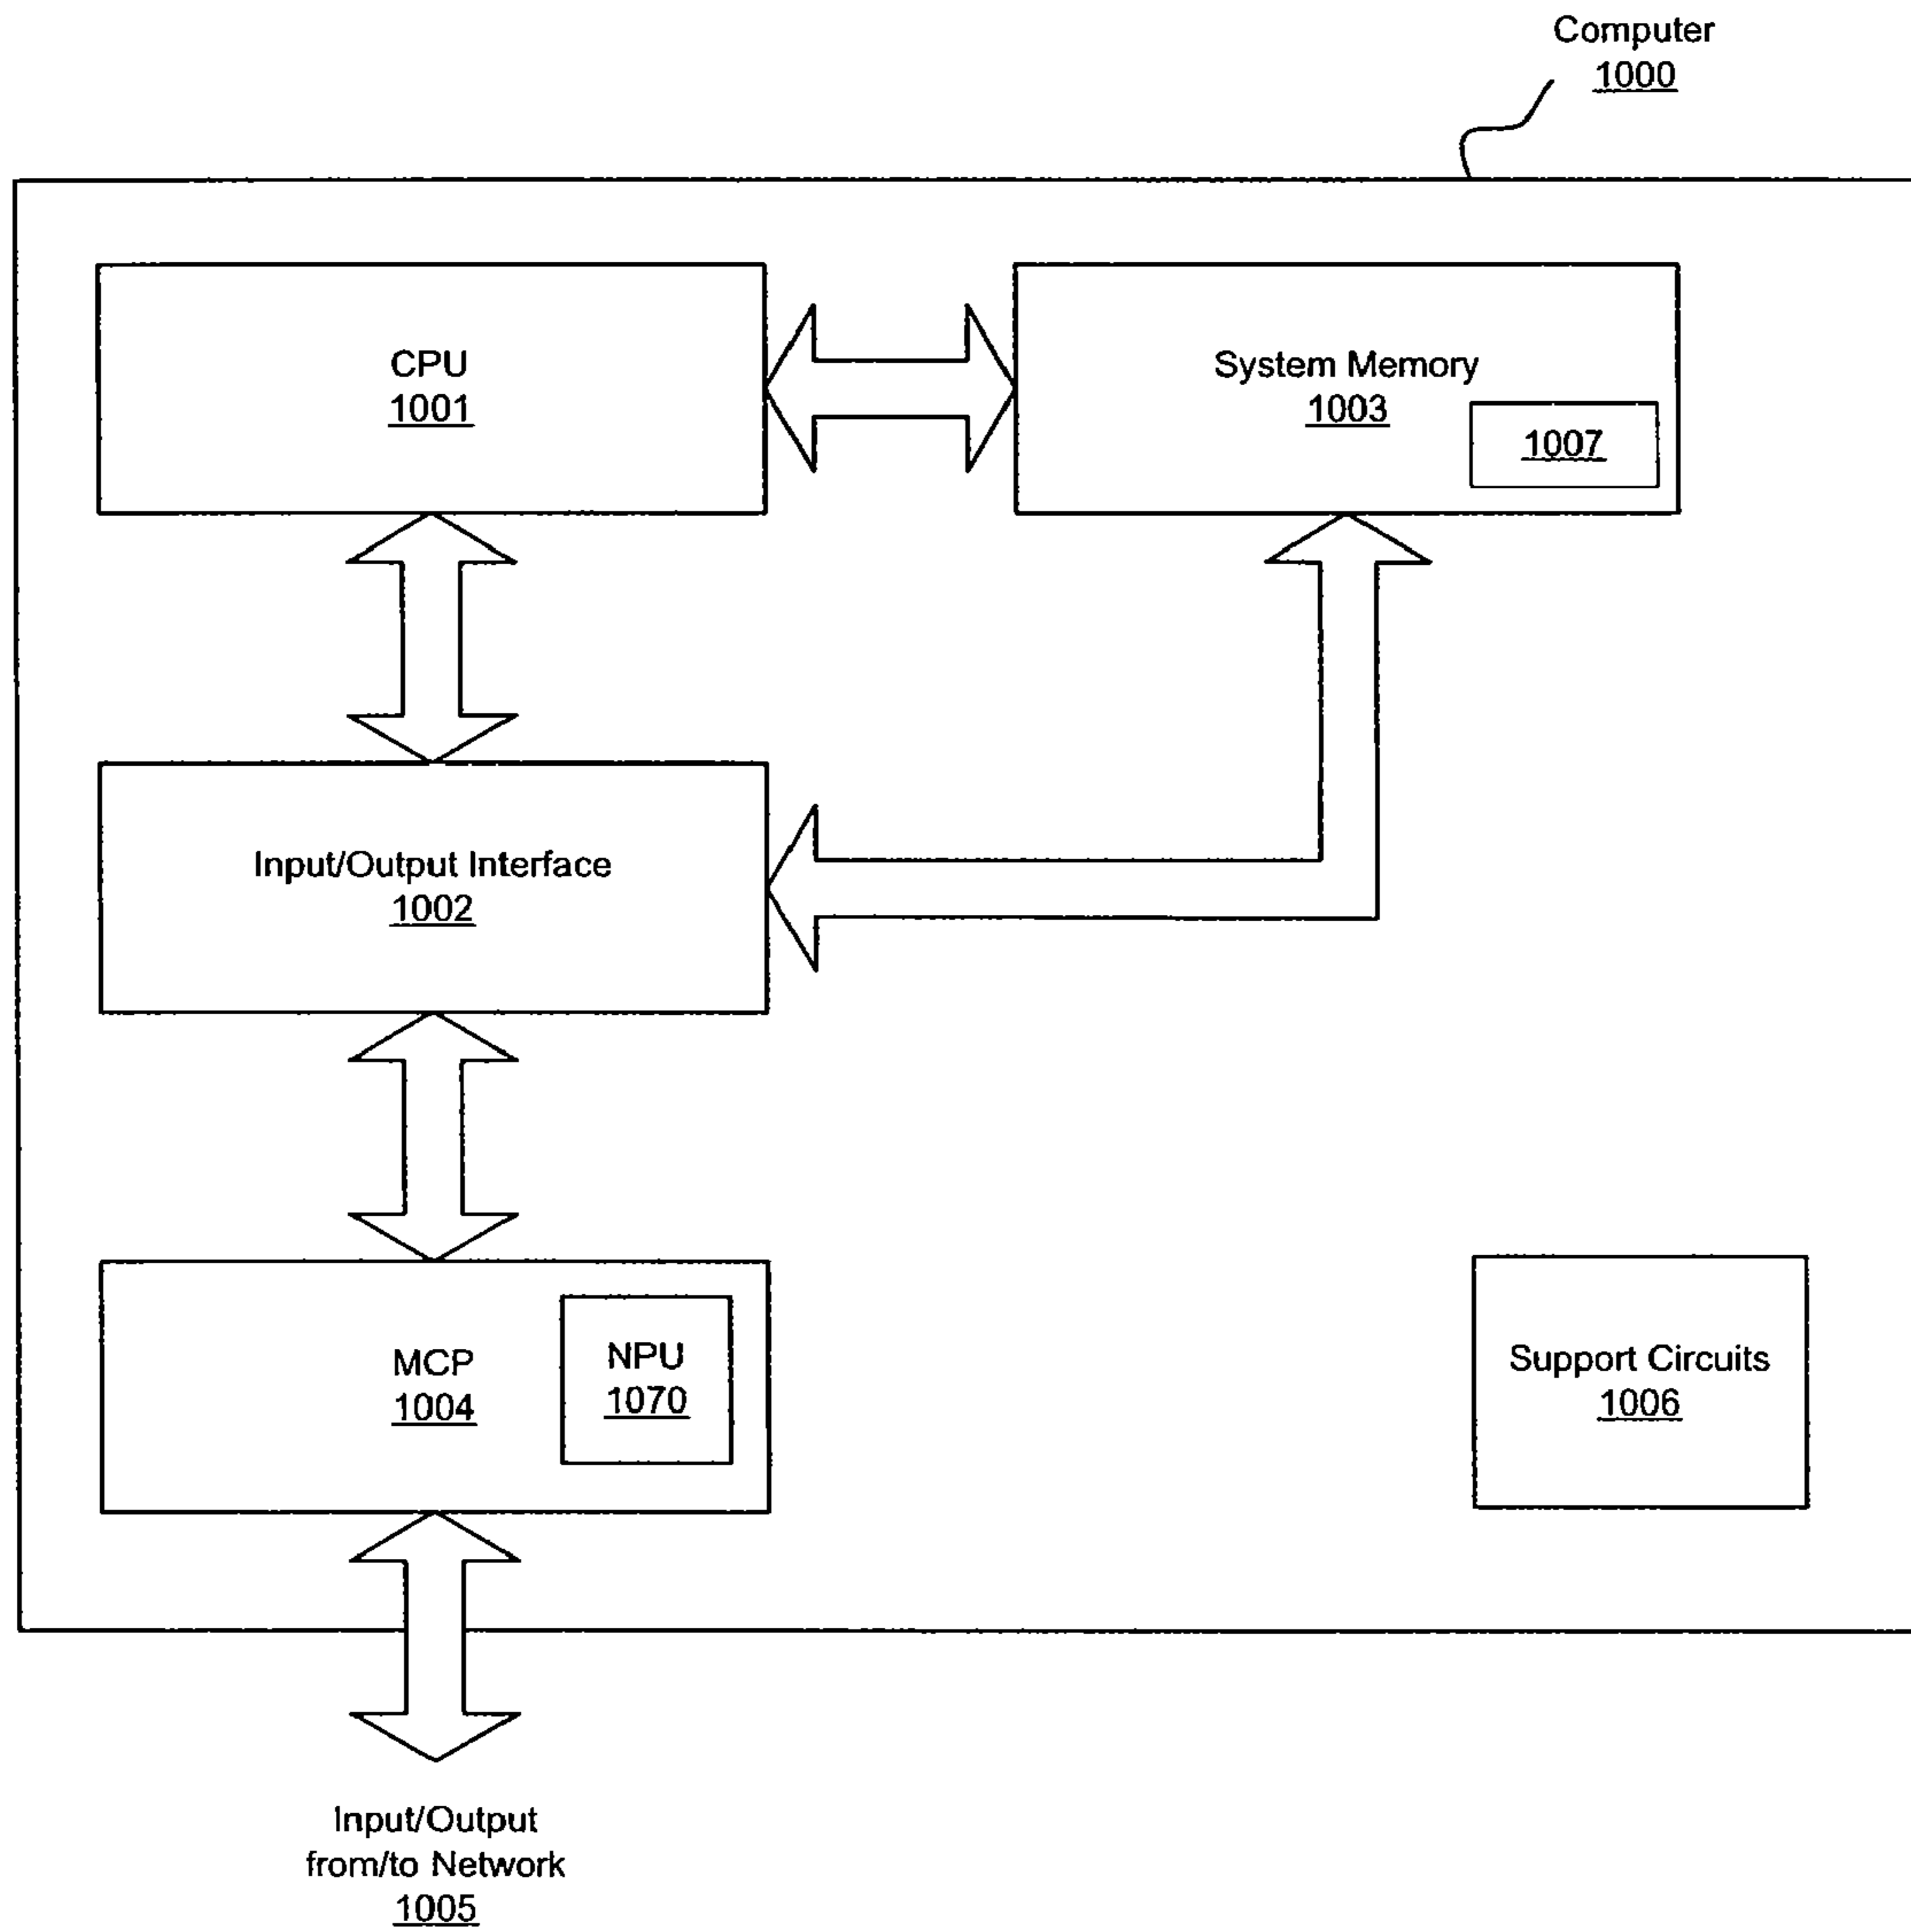 Computer
1000
CPU
1001
System Memory
1003
1007
Input/Output Interface
1002
MCP
1004
NPU
1070
Support Circuits
1006
Input/Output
from/to Network
1005